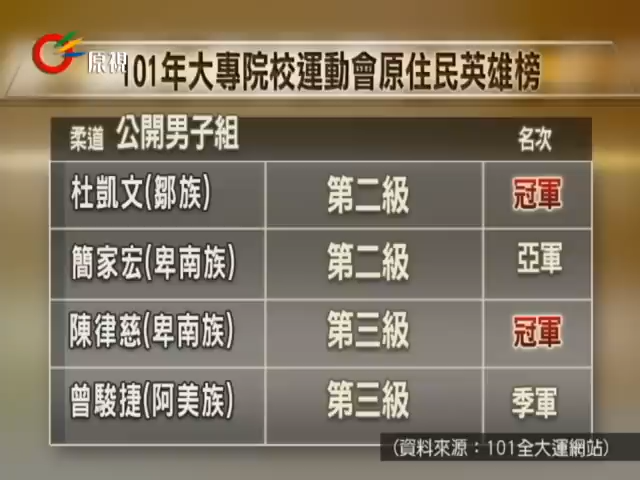 原視
101年大專院校運動會原住民英雄榜
柔道 公開男子組 名次
杜凱文(鄒族) 第二級 冠軍
簡家宏(卑南族) 第二級 亞軍
陳律慈(卑南族) 第三級 冠軍
曾駿捷(阿美族) 第三級 季軍
(資料來源：101全大運網站)